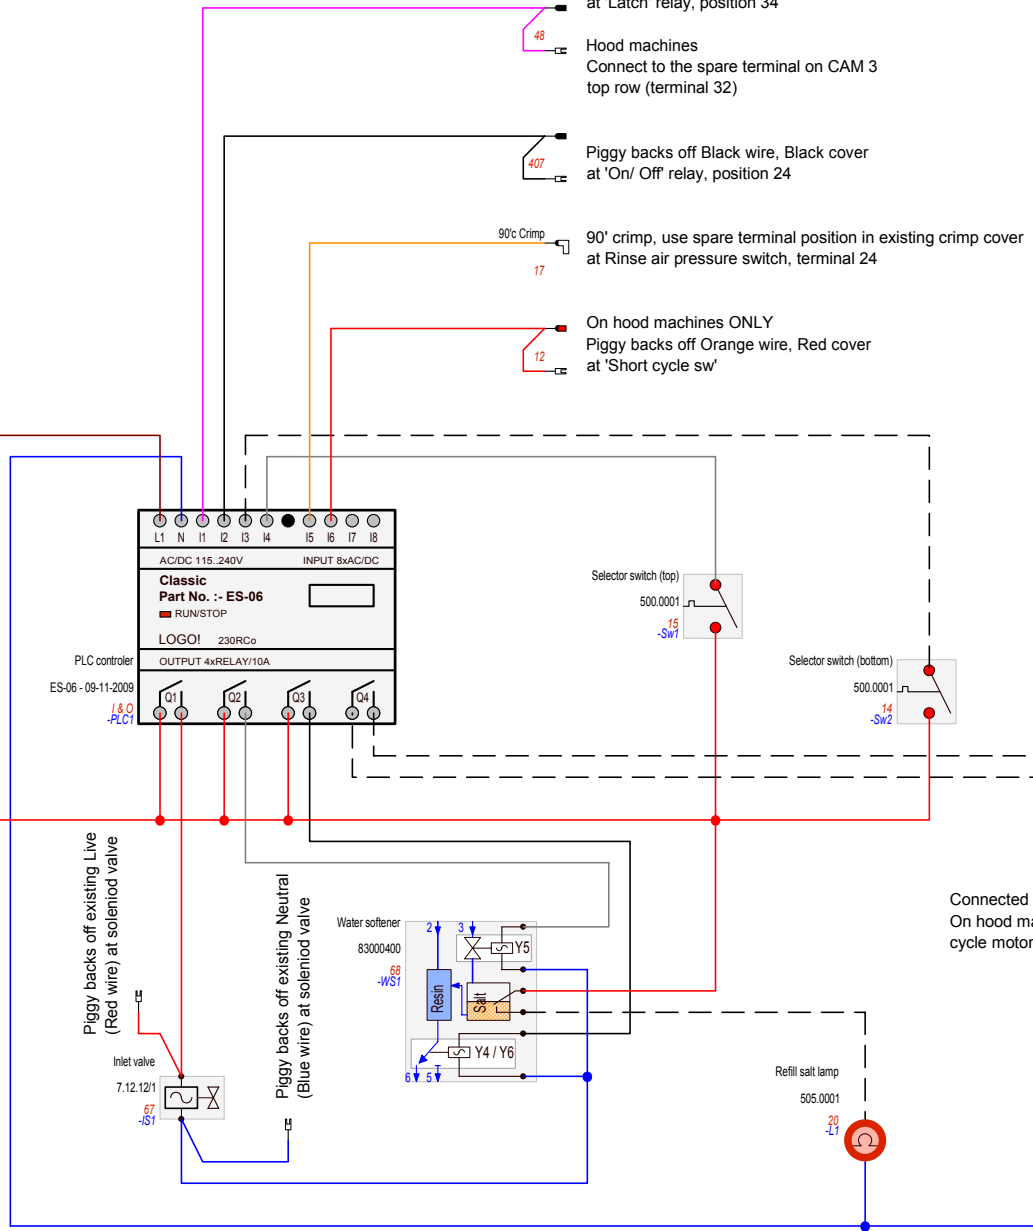 at 'Latch' relay, position 34
48
Hood machines
Connect to the spare terminal on CAM 3
top row (terminal 32)
407
Piggy backs off Black wire, Black cover
at 'On/ Off' relay, position 24
90'c Crimp
17
90' crimp, use spare terminal position in existing crimp cover
at Rinse air pressure switch, terminal 24
On hood machines ONLY
12
Piggy backs off Orange wire, Red cover
at 'Short cycle sw'
L1 N I1 I2 I3 I4 I5 I6 I7 I8
AC/DC 115..240V INPUT 8xAC/DC
Classic
Part No. :- ES-06
RUN/STOP
LOGO! 230RCo
OUTPUT 4xRELAY/10A
Q1 Q2 Q3 Q4
PLC controler
ES-06 - 09-11-2009
I & O
-PLC1
Selector switch (top)
500.0001
15
-Sw1
Selector switch (bottom)
500.0001
14
-Sw2
Piggy backs off existing Live
(Red wire) at soleniod valve
Piggy backs off existing Neutral
(Blue wire) at soleniod valve
Water softener
83000400
68
-WS1
2 3
Y5
Resin
Salt
Y4 / Y6
6 5
Connected
On hood ma
cycle motor
Inlet valve
7.12.12/1
67
-IS1
Refill salt lamp
505.0001
20
-L1